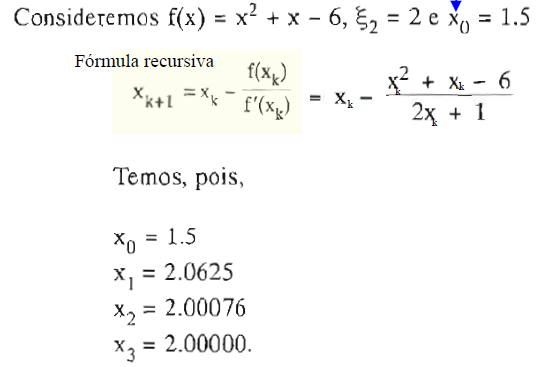 Consideremos f(x) = x² + x – 6, ξ₂ = 2 e x₀ = 1.5
Fórmula recursiva
xₖ₊₁ = xₖ – f(xₖ) / f'(xₖ) = xₖ – (xₖ² + xₖ – 6) / (2xₖ + 1)
Temos, pois,
x₀ = 1.5
x₁ = 2.0625
x₂ = 2.00076
x₃ = 2.00000.